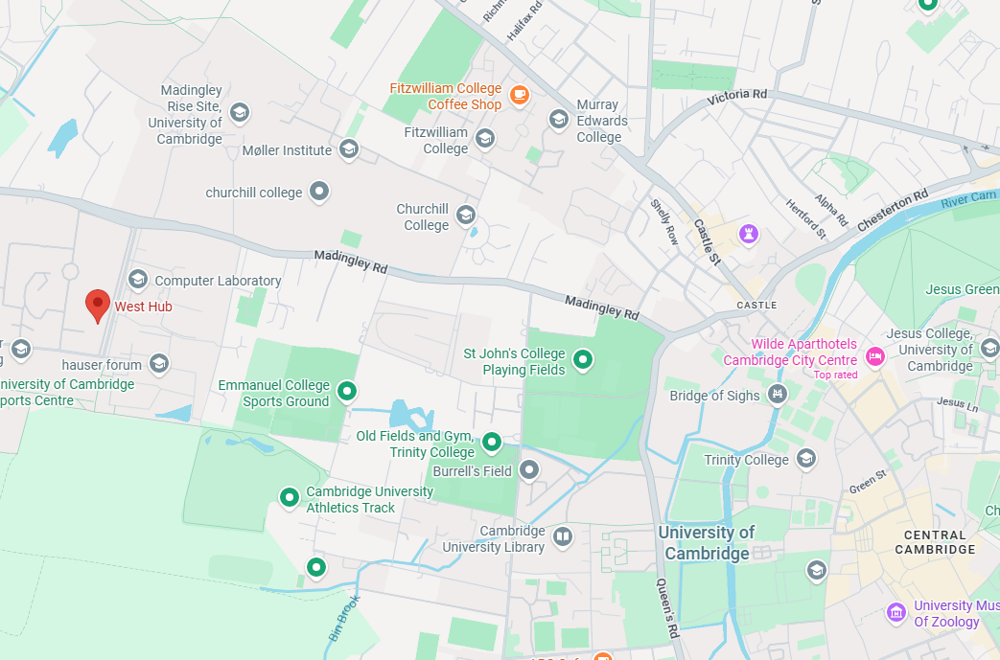 Richm
Halifax Rd
S
Victoria Rd
Fitzwilliam College
Coffee Shop
Madingley
Rise Site,
University of
Cambridge
Murray
Edwards
College
Fitzwilliam
College
Møller Institute
churchill college
Churchill
College
River Cam
Chesterton Rd
Alpha Rd
Hertford St
Shelly Row
Castle St
Madingley Rd
Computer Laboratory
Jesus Green
West Hub
Madingley Rd
CASTLE
Jesus College,
University of
Cambridge
Wilde Aparthotels
Cambridge City Centre
Top rated
St John's College
Playing Fields
r
g
hauser forum
niversity of Cambridge
ports Centre
Emmanuel College
Sports Ground
Bridge of Sighs
Jesus Ln
Old Fields and Gym,
Trinity College
Burrell's Field
Trinity College
Green St
Cambridge University
Athletics Track
Cambridge
University Library
University of
Cambridge
CENTRAL
CAMBRIDGE
Ch
Bin Brook
Queen's Rd
University Mus
Of Zoology